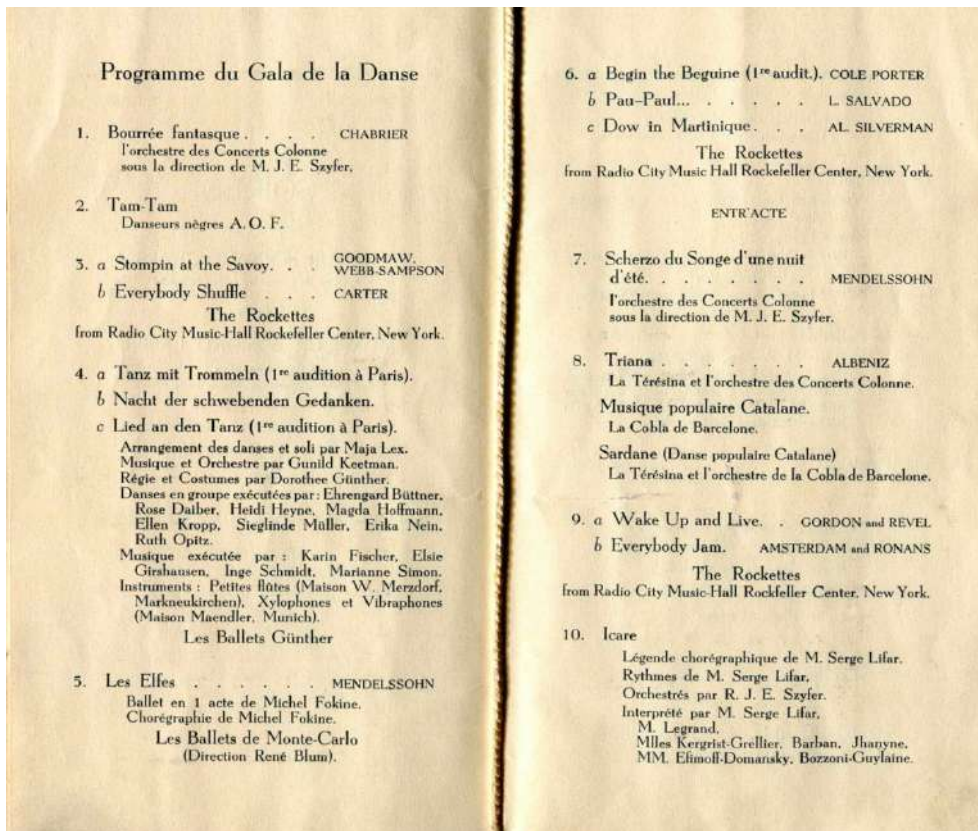 Programme du Gala de la Danse
1. Bourrée fantasque . . . . CHABRIER
l'orchestre des Concerts Colonne
sous la direction de M. J. E. Szyfer,
2. Tam-Tam
Danseurs nègres A. O. F.
3. a Stompin at the Savoy. . . GOODMAW. WEBB-SAMPSON
b Everybody Shuffle . . . CARTER
The Rockettes
from Radio City Music-Hall Rockefeller Center, New York.
4. a Tanz mit Trommeln (1re audition à Paris).
b Nacht der schwebenden Gedanken.
c Lied an den Tanz (1re audition à Paris).
Arrangement des danses et soli par Maja Lex.
Musique et Orchestre par Gunild Keetman.
Régie et Costumes par Dorothee Günther.
Danses en groupe exécutées par : Ehrengard Büttner,
Rose Daiber, Heidi Heyne, Magda Hoffmann,
Ellen Kropp, Sieglinde Müller, Erika Nein,
Ruth Opitz.
Musique exécutée par : Karin Fischer, Elsie
Girshausen, Inge Schmidt, Marianne Simon.
Instruments : Petites flûtes (Maison W. Merzdorf,
Markneukirchen), Xylophones et Vibraphones
(Maison Maendler, Munich).
Les Ballets Günther
5. Les Elfes . . . . . . MENDELSSOHN
Ballet en 1 acte de Michel Fokine,
Chorégraphie de Michel Fokine.
Les Ballets de Monte-Carlo
(Direction René Blum).
6. a Begin the Beguine (1re audit.). COLE PORTER
b Pau-Paul... . . . . . L. SALVADO
c Dow in Martinique . . . AL. SILVERMAN
The Rockettes
from Radio City Music Hall Rockefeller Center, New York.
ENTR'ACTE
7. Scherzo du Songe d'une nuit
d'été. . . . . . . . MENDELSSOHN
l'orchestre des Concerts Colonne
sous la direction de M. J. E. Szyfer.
8. Triana . . . . . . . ALBENIZ
La Térésina et l'orchestre des Concerts Colonne.
Musique populaire Catalane.
La Cobla de Barcelone.
Sardane (Danse populaire Catalane)
La Térésina et l'orchestre de la Cobla de Barcelone.
9. a Wake Up and Live. . GORDON and REVEL
b Everybody Jam. AMSTERDAM and RONANS
The Rockettes
from Radio City Music-Hall Rockfeller Center, New York.
10. Icare
Légende chorégraphique de M. Serge Lifar.
Rythmes de M. Serge Lifar,
Orchestrés par R. J. E. Szyfer.
Interprété par M. Serge Lifar,
M. Legrand,
Mlles Kergrist-Grellier, Barban, Jhanyne,
MM. Efimoff-Domansky, Bozzoni-Guylaine.